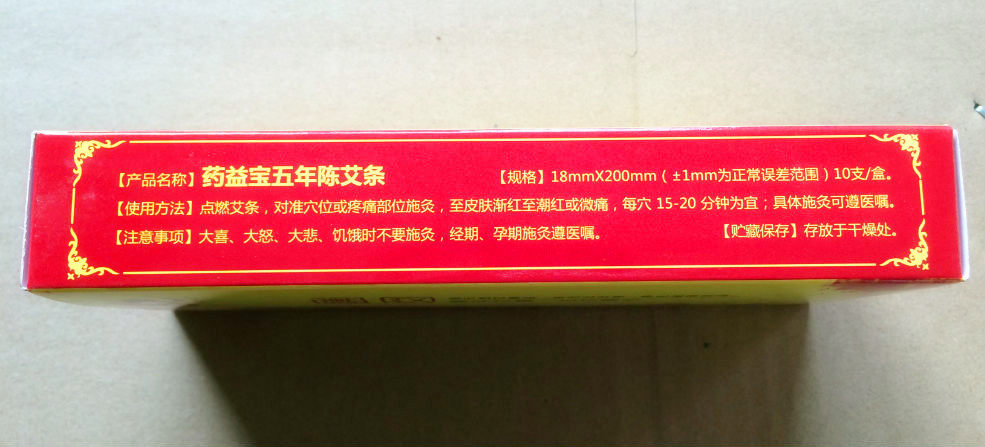 【产品名称】药益宝五年陈艾条 【规格】18mmX200mm（±1mm为正常误差范围）10支/盒。
【使用方法】点燃艾条，对准穴位或疼痛部位施灸，至皮肤渐红至潮红或微痛，每穴 15-20 分钟为宜；具体施灸可遵医嘱。
【注意事项】大喜、大怒、大悲、饥饿时不要施灸，经期、孕期施灸遵医嘱。 【贮藏保存】存放于干燥处。